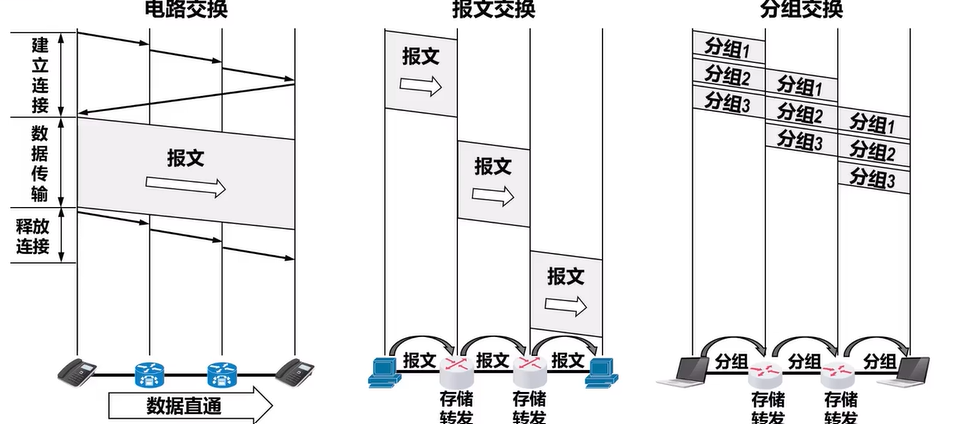 电路交换
建立连接
数据传输
释放连接
报文
数据直通
报文交换
报文
报文
报文
报文
报文
报文
存储
转发
存储
转发
分组交换
分组1
分组2
分组3
分组1
分组2
分组3
分组1
分组2
分组3
分组
分组
分组
存储
转发
存储
转发